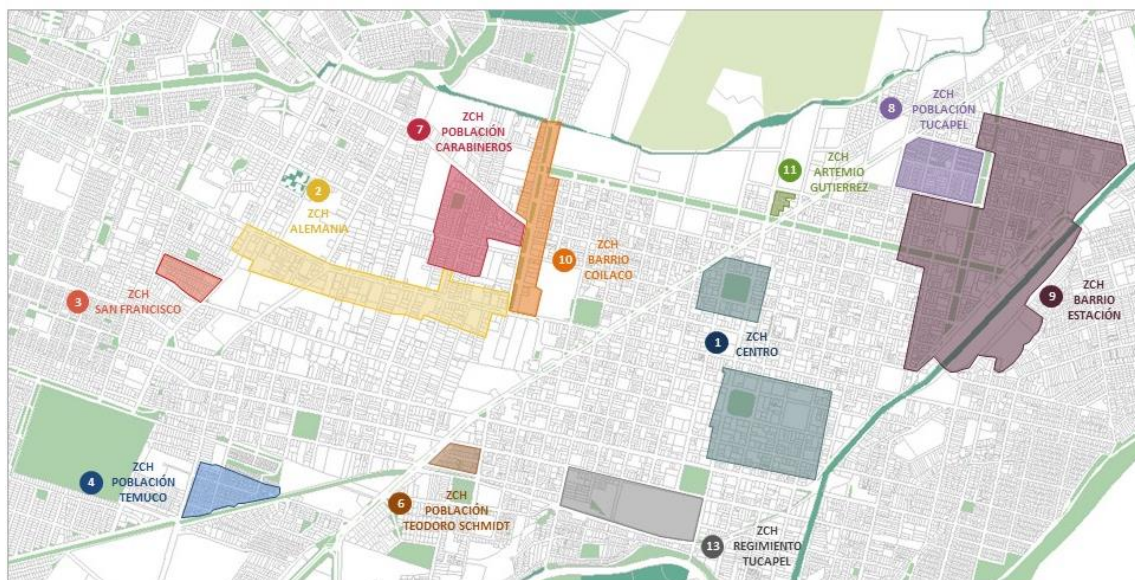 7
ZCH
POBLACIÓN
CARABINEROS
8
ZCH
POBLACIÓN
TUCAPEL
11
ZCH
ARTEMIO
GUTIERREZ
2
ZCH
ALEMANIA
10
ZCH
BARRIO
COILACO
3
ZCH
SAN FRANCISCO
9
ZCH
BARRIO
ESTACIÓN
1
ZCH
CENTRO
4
ZCH
POBLACIÓN
TEMUCO
6
ZCH
POBLACIÓN
TEODORO SCHMIDT
13
ZCH
REGIMIENTO
TUCAPEL